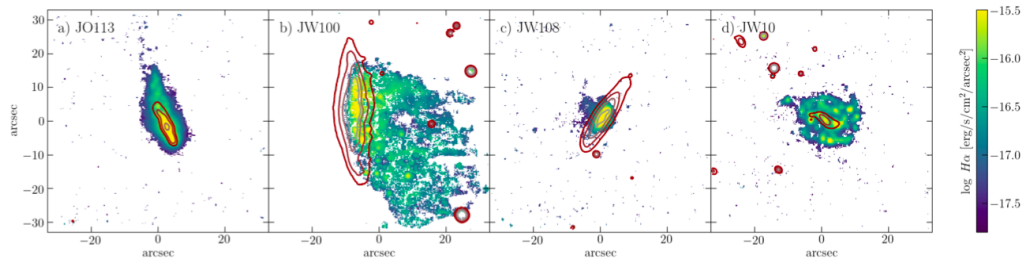 a) JO113
b) JW100
c) JW108
d) JW10
30
20
10
0
−10
−20
−30
arcsec
−20 0 20
−20 0 20
−20 0 20
−20 0 20
arcsec
arcsec
arcsec
arcsec
−15.5
−16.0
−16.5
−17.0
−17.5
log Hα [erg/s/cm²/arcsec²]